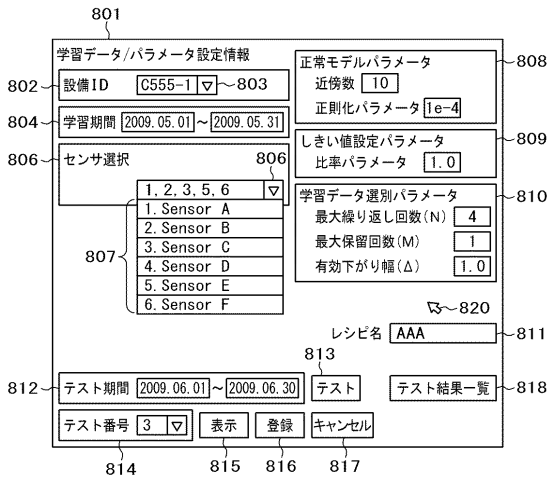 801
学習データ/パラメータ設定情報
802 設備ID C555-1 803
804 学習期間 2009.05.01 ~ 2009.05.31
806 センサ選択 806
1,2,3,5,6
807
1. Sensor A
2. Sensor B
3. Sensor C
4. Sensor D
5. Sensor E
6. Sensor F
正常モデルパラメータ 808
近傍数 10
正則化パラメータ 1e-4
しきい値設定パラメータ 809
比率パラメータ 1.0
学習データ選別パラメータ 810
最大繰り返し回数(N) 4
最大保留回数(M) 1
有効下がり幅(Δ) 1.0
820
レシピ名 AAA 811
812 テスト期間 2009.06.01 ~ 2009.06.30 テスト 813
テスト結果一覧 818
テスト番号 3 表示 登録 キャンセル
814 815 816 817